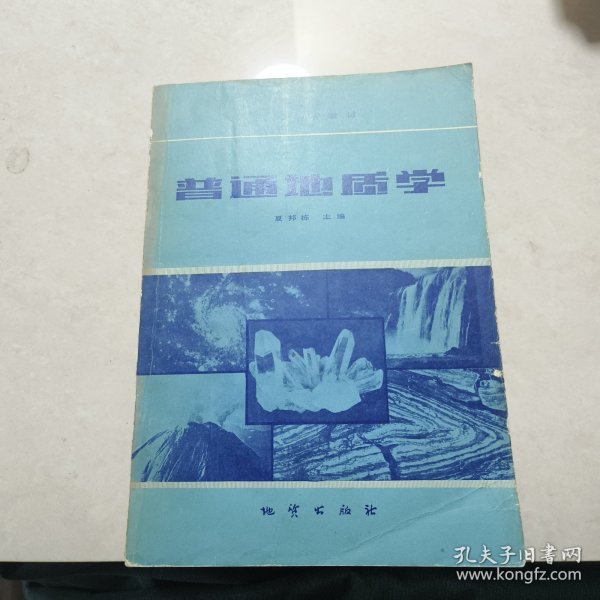 普通地质学
夏邦栋 主编
地质出版社
孔夫子旧书网
www.kongfz.com